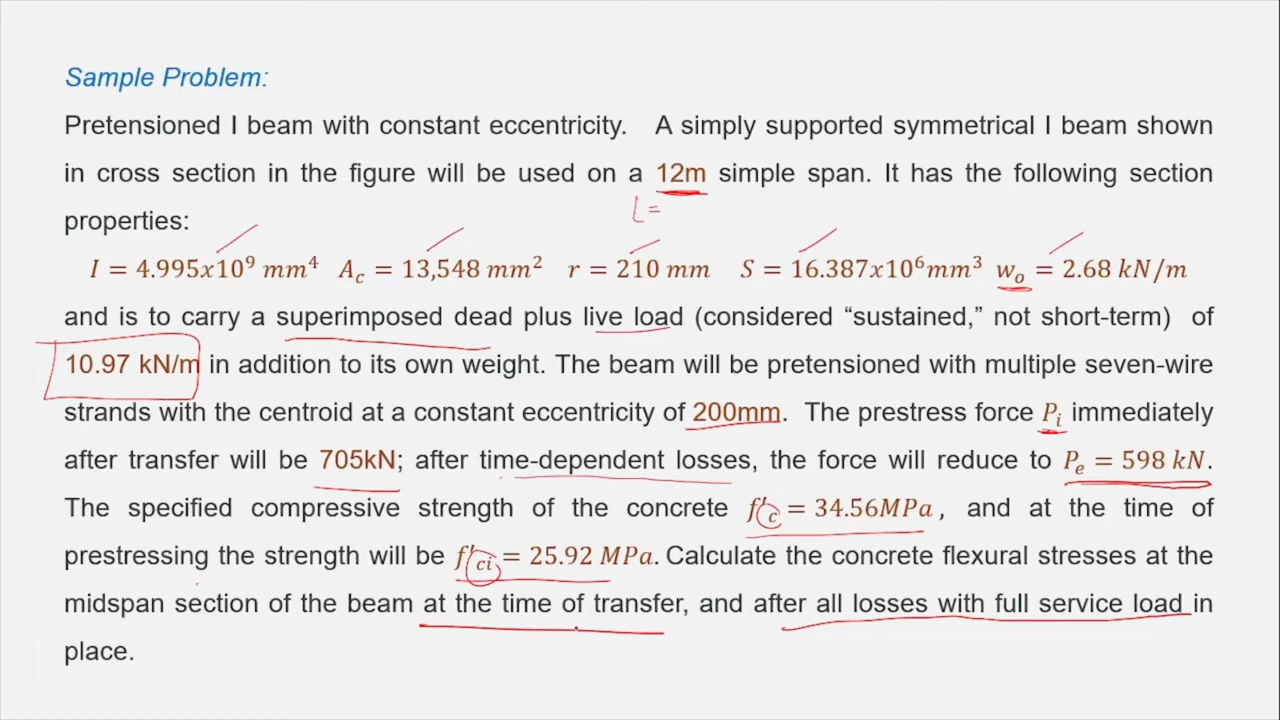 Sample Problem:
Pretensioned I beam with constant eccentricity. A simply supported symmetrical I beam shown
in cross section in the figure will be used on a 12m simple span. It has the following section
properties:
L =
I = 4.995x10⁹ mm⁴ A_c = 13,548 mm² r = 210 mm S = 16.387x10⁶mm³ w_o = 2.68 kN/m
and is to carry a superimposed dead plus live load (considered “sustained,” not short-term) of
10.97 kN/m in addition to its own weight. The beam will be pretensioned with multiple seven-wire
strands with the centroid at a constant eccentricity of 200mm. The prestress force P_i immediately
after transfer will be 705kN; after time-dependent losses, the force will reduce to P_e = 598 kN.
The specified compressive strength of the concrete f'_c = 34.56MPa, and at the time of
prestressing the strength will be f'_ci = 25.92 MPa. Calculate the concrete flexural stresses at the
midspan section of the beam at the time of transfer, and after all losses with full service load in
place.